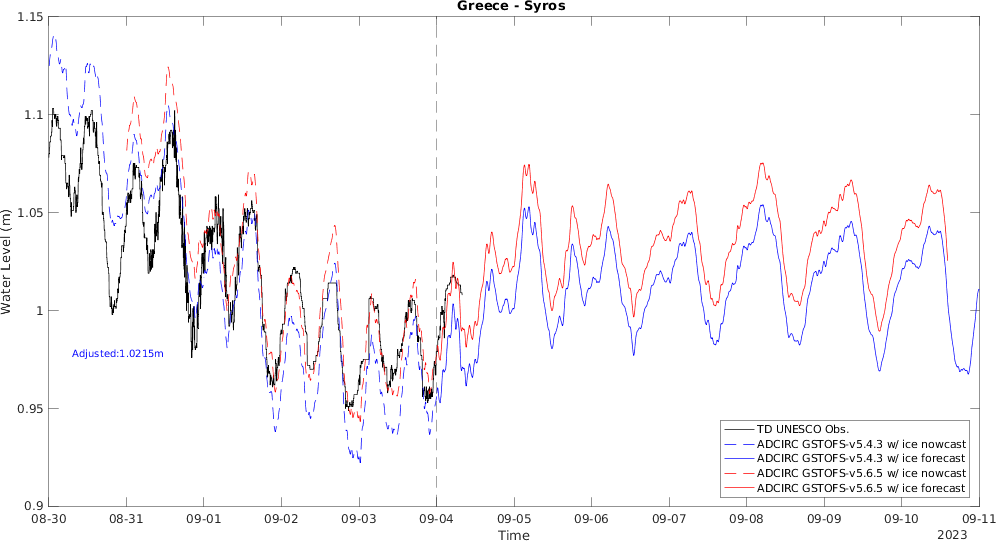 Greece - Syros
Water Level (m)
1.15
1.1
1.05
1
0.95
0.9
Adjusted:1.0215m
TD UNESCO Obs.
ADCIRC GSTOFS-v5.4.3 w/ ice nowcast
ADCIRC GSTOFS-v5.4.3 w/ ice forecast
ADCIRC GSTOFS-v5.6.5 w/ ice nowcast
ADCIRC GSTOFS-v5.6.5 w/ ice forecast
08-30 08-31 09-01 09-02 09-03 09-04 09-05 09-06 09-07 09-08 09-09 09-10 09-11
Time
2023